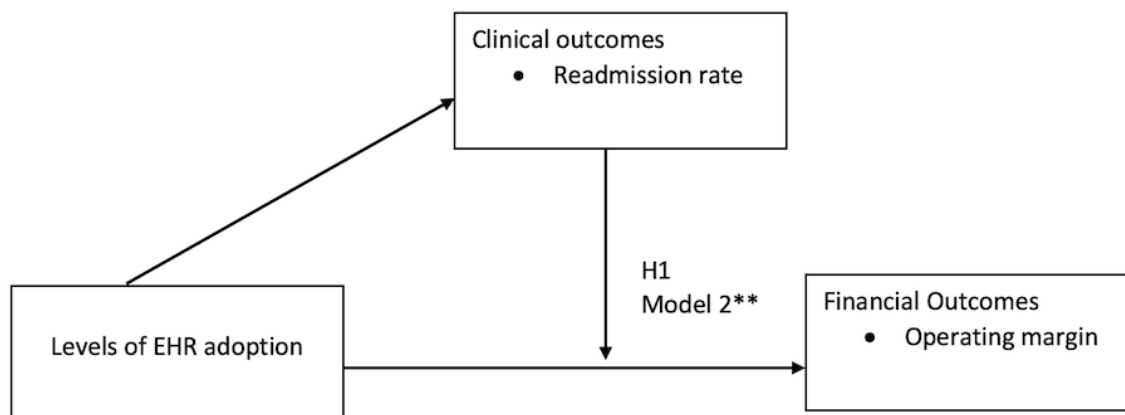 Clinical outcomes
• Readmission rate
H1
Model 2**
Levels of EHR adoption
Financial Outcomes
• Operating margin